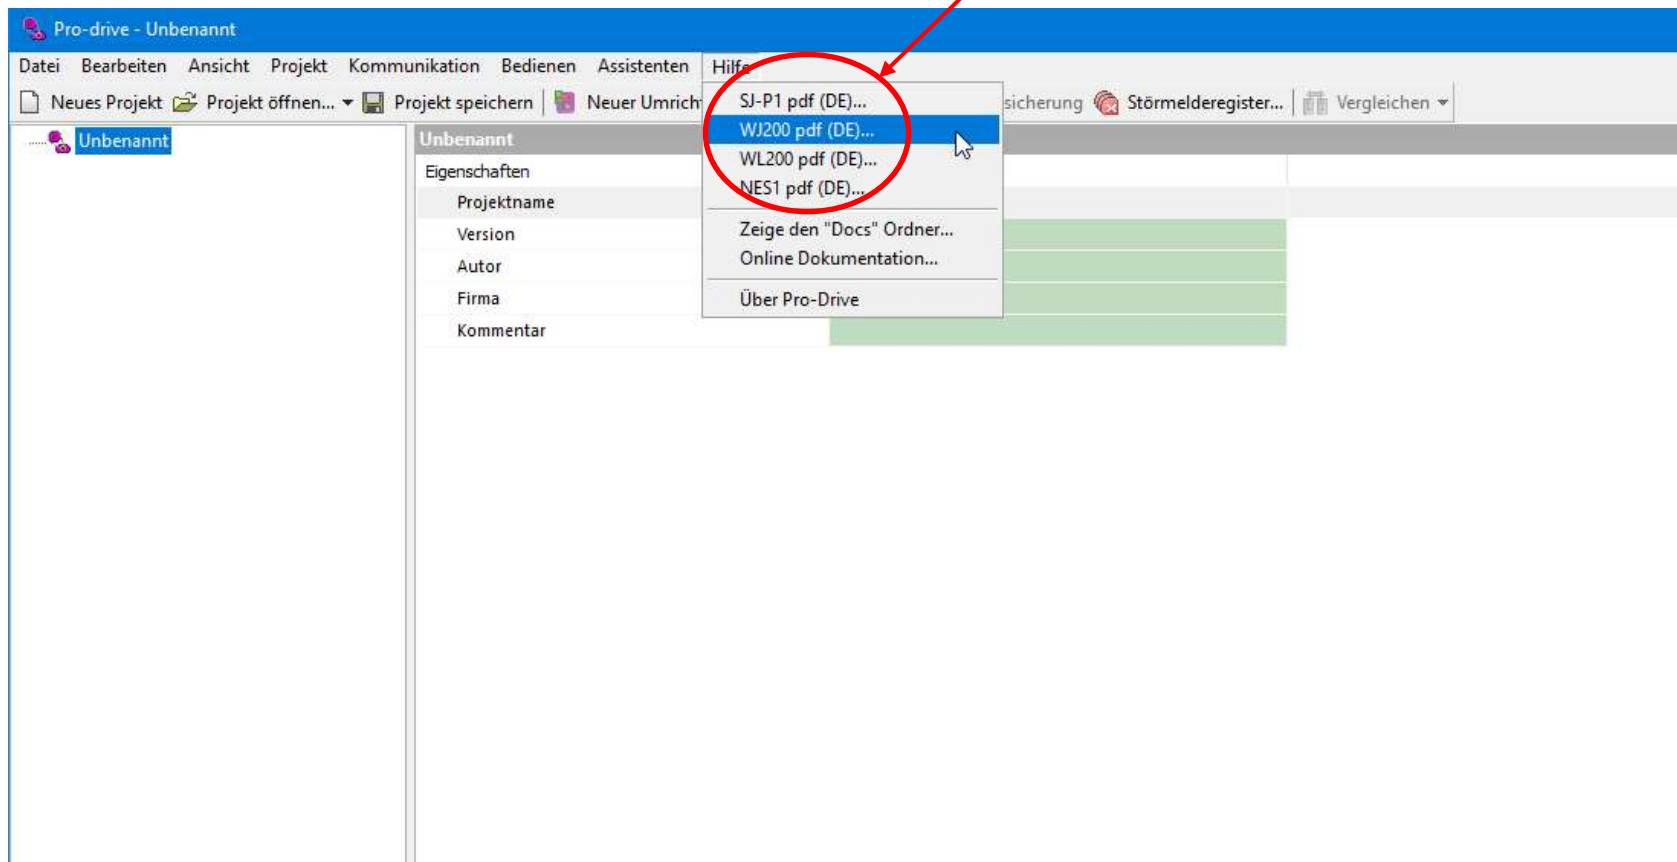 Pro-drive - Unbenannt
Datei Bearbeiten Ansicht Projekt Kommunikation Bedienen Assistenten Hilfe
Neues Projekt Projekt öffnen... Projekt speichern Neuer Umrich sicherung Störmelderegister... Vergleichen
SJ-P1 pdf (DE)...
WJ200 pdf (DE)...
WL200 pdf (DE)...
NES1 pdf (DE)...
Zeige den "Docs" Ordner...
Online Dokumentation...
Über Pro-Drive
Unbenannt
Unbenannt
Eigenschaften
Projektname
Version
Autor
Firma
Kommentar